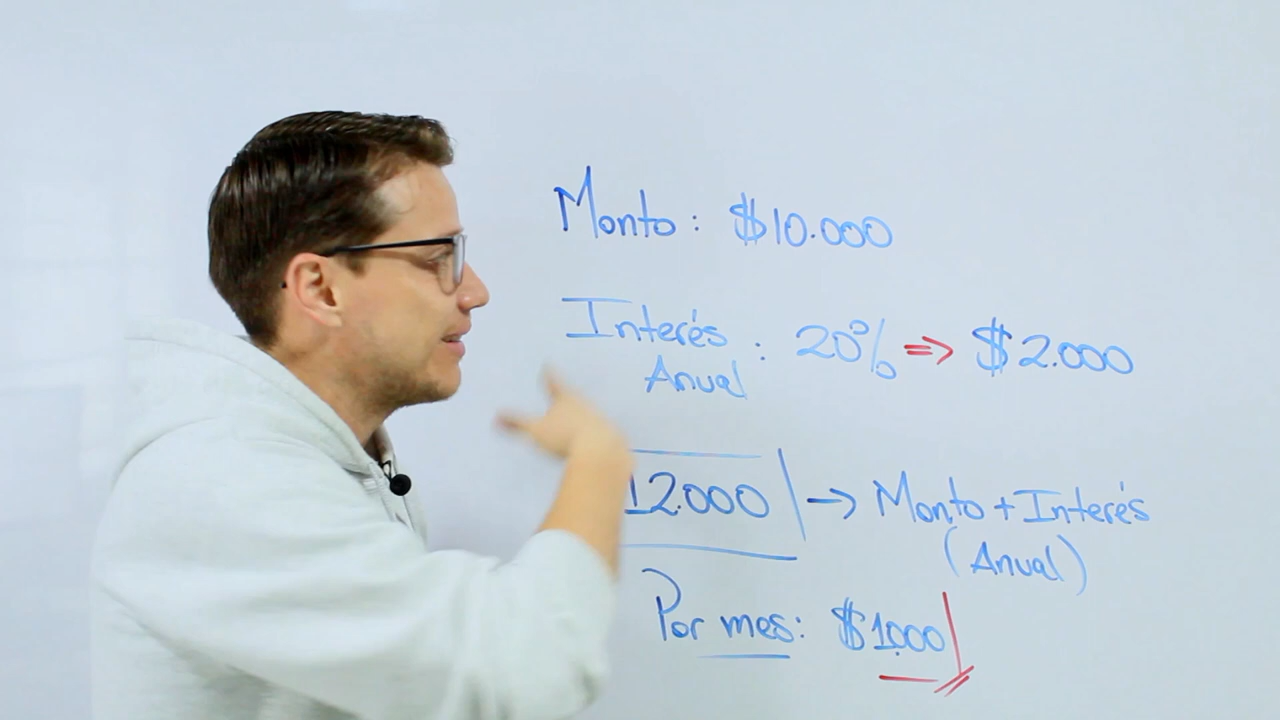 Monto: $10.000
Interés Anual : 20% ⇒ $2.000
12.000 → Monto + Interés
(Anual)
Por mes: $1.000